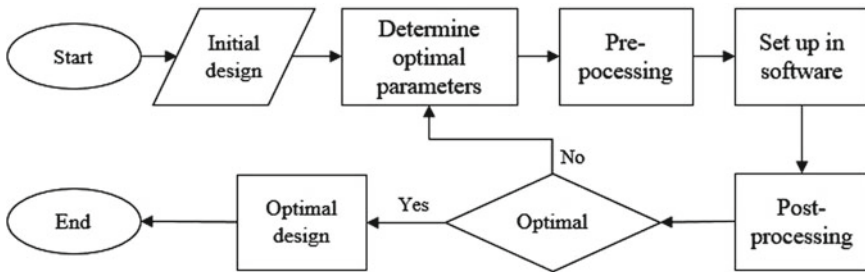 Start
Initial
design
Determine
optimal
parameters
Pre-
pocessing
Set up in
software
No
End
Optimal
design
Yes
Optimal
Post-
processing